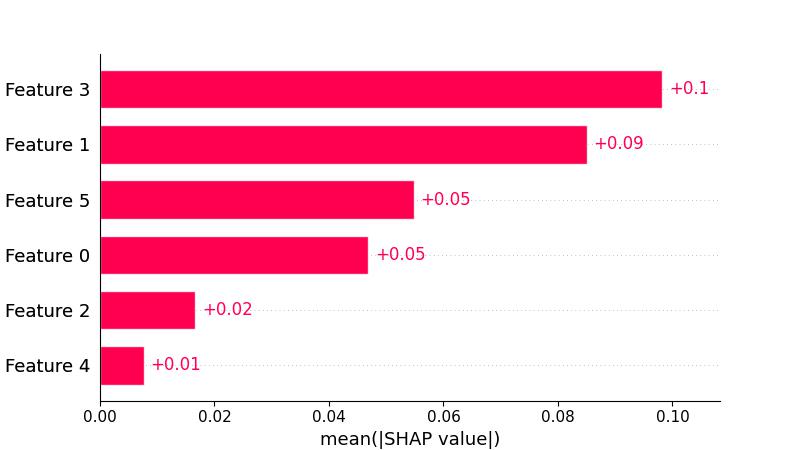 Feature 3 +0.1
Feature 1 +0.09
Feature 5 +0.05
Feature 0 +0.05
Feature 2 +0.02
Feature 4 +0.01
0.00 0.02 0.04 0.06 0.08 0.10
mean(|SHAP value|)